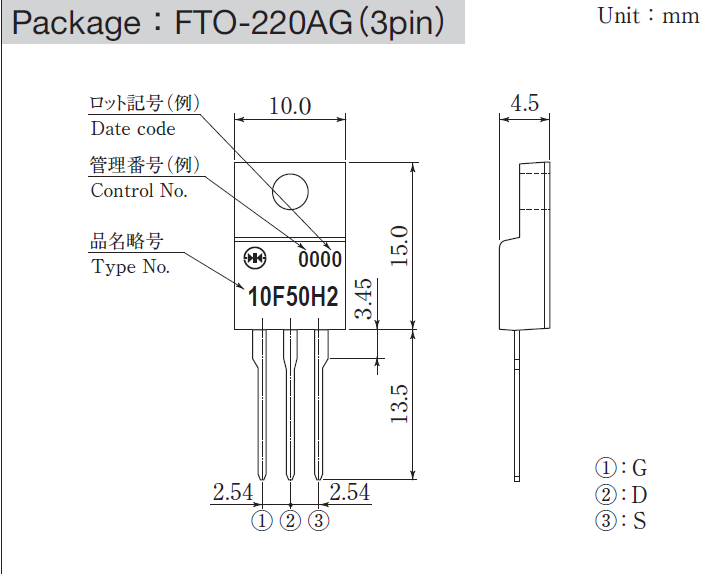 Package：FTO-220AG（3pin）
Unit：mm
ロット記号（例）
Date code
管理番号（例）
Control No.
品名略号
Type No.
10.0
4.5
0000
10F50H2
15.0
3.45
13.5
2.54
2.54
① ② ③
①：G
②：D
③：S